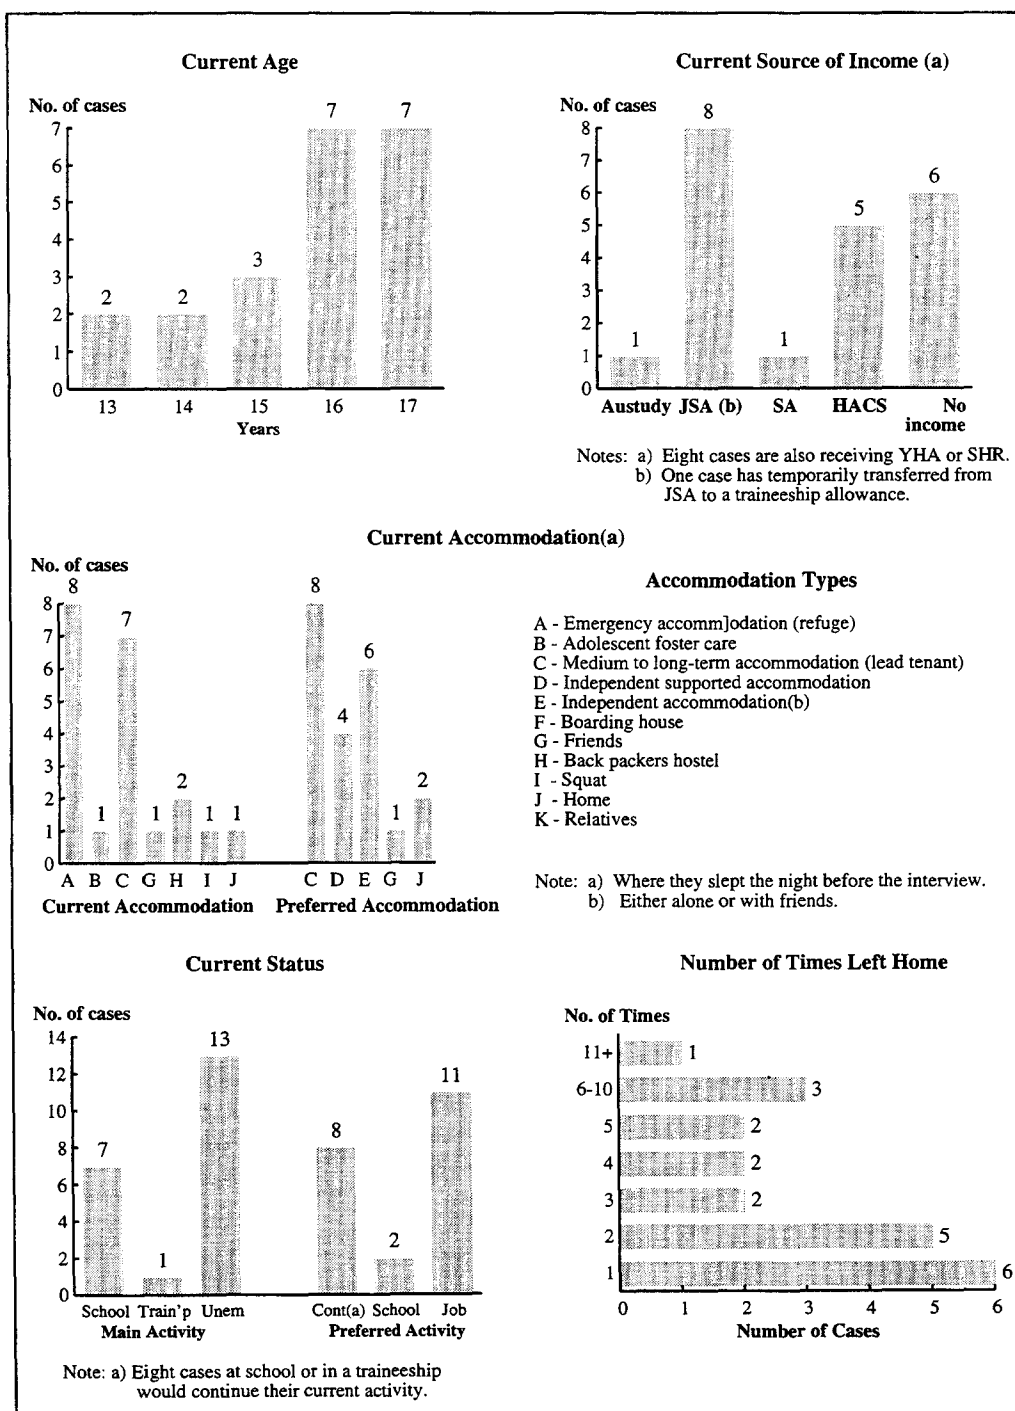 Current Age
No. of cases
7
6
5
4
3
2
1
0
2
2
3
7
7
13 14 15 16 17
Years
Current Source of Income (a)
No. of cases
8
7
6
5
4
3
2
1
0
1
8
1
5
6
Austudy JSA (b) SA HACS No
income
Notes: a) Eight cases are also receiving YHA or SHR.
b) One case has temporarily transferred from
JSA to a traineeship allowance.
Current Accommodation(a)
No. of cases
8
7
6
5
4
3
2
1
0
8
1
7
1
2
1
1
8
4
6
1
2
A B C G H I J C D E G J
Current Accommodation Preferred Accommodation
Accommodation Types
A - Emergency accomm]odation (refuge)
B - Adolescent foster care
C - Medium to long-term accommodation (lead tenant)
D - Independent supported accommodation
E - Independent accommodation(b)
F - Boarding house
G - Friends
H - Back packers hostel
I - Squat
J - Home
K - Relatives
Note: a) Where they slept the night before the interview.
b) Either alone or with friends.
Current Status
No. of cases
14
12
10
8
6
4
2
0
7
1
13
8
2
11
School Train'p Unem Cont(a) School Job
Main Activity Preferred Activity
Note: a) Eight cases at school or in a traineeship
would continue their current activity.
Number of Times Left Home
No. of Times
11+ 1
6-10 3
5 2
4 2
3 2
2 5
1 6
0 1 2 3 4 5 6
Number of Cases